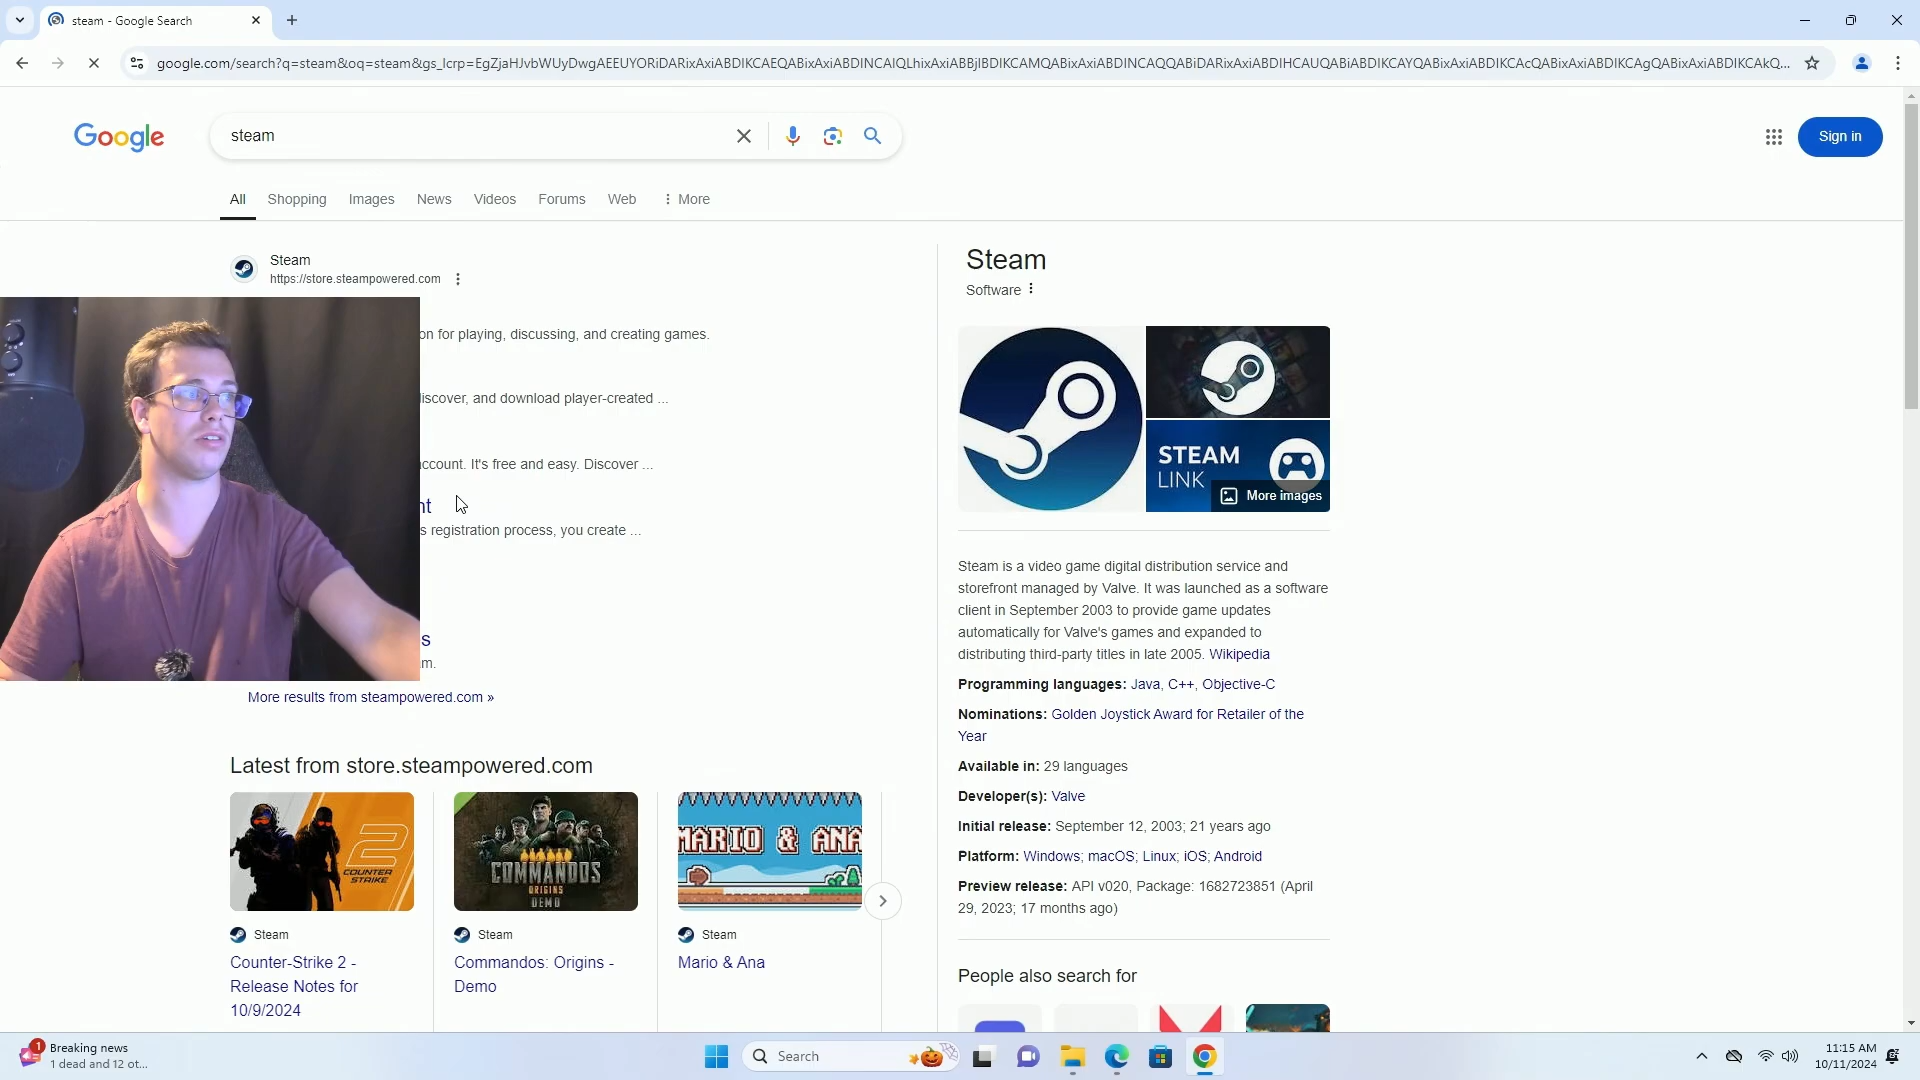 steam - Google Search
google.com/search?q=steam&oq=steam&gs_lcrp=EgZjaHJvbWUyDwgAEEUYORiDARixAxiABDIKCAEQABixAxiABDINCAIQLhixAxiABBjlBDIKCAMQABixAxiABDINCAQQABiDARixAxiABDIHCAUQABiABDIKCAYQABixAxiABDIKCAcQABixAxiABDIKCAgQABixAxiABDIKCAkQ...
Google
steam
Sign in
All Shopping Images News Videos Forums Web More
Steam
https://store.steampowered.com
on for playing, discussing, and creating games.
iscover, and download player-created ...
ccount. It's free and easy. Discover ...
nt
s registration process, you create ...
s
m.
More results from steampowered.com »
Latest from store.steampowered.com
2
COUNTER
STRIKE
COMMANDOS
ORIGINS
DEMO
MARIO & ANA
Steam
Counter-Strike 2 -
Release Notes for
10/9/2024
Steam
Commandos: Origins -
Demo
Steam
Mario & Ana
Steam
Software
STEAM
LINK
More images
Steam is a video game digital distribution service and
storefront managed by Valve. It was launched as a software
client in September 2003 to provide game updates
automatically for Valve's games and expanded to
distributing third-party titles in late 2005. Wikipedia
Programming languages: Java, C++, Objective-C
Nominations: Golden Joystick Award for Retailer of the
Year
Available in: 29 languages
Developer(s): Valve
Initial release: September 12, 2003; 21 years ago
Platform: Windows; macOS; Linux; iOS; Android
Preview release: API v020, Package: 1682723851 (April
29, 2023; 17 months ago)
People also search for
1
Breaking news
1 dead and 12 ot...
Search
11:15 AM
10/11/2024